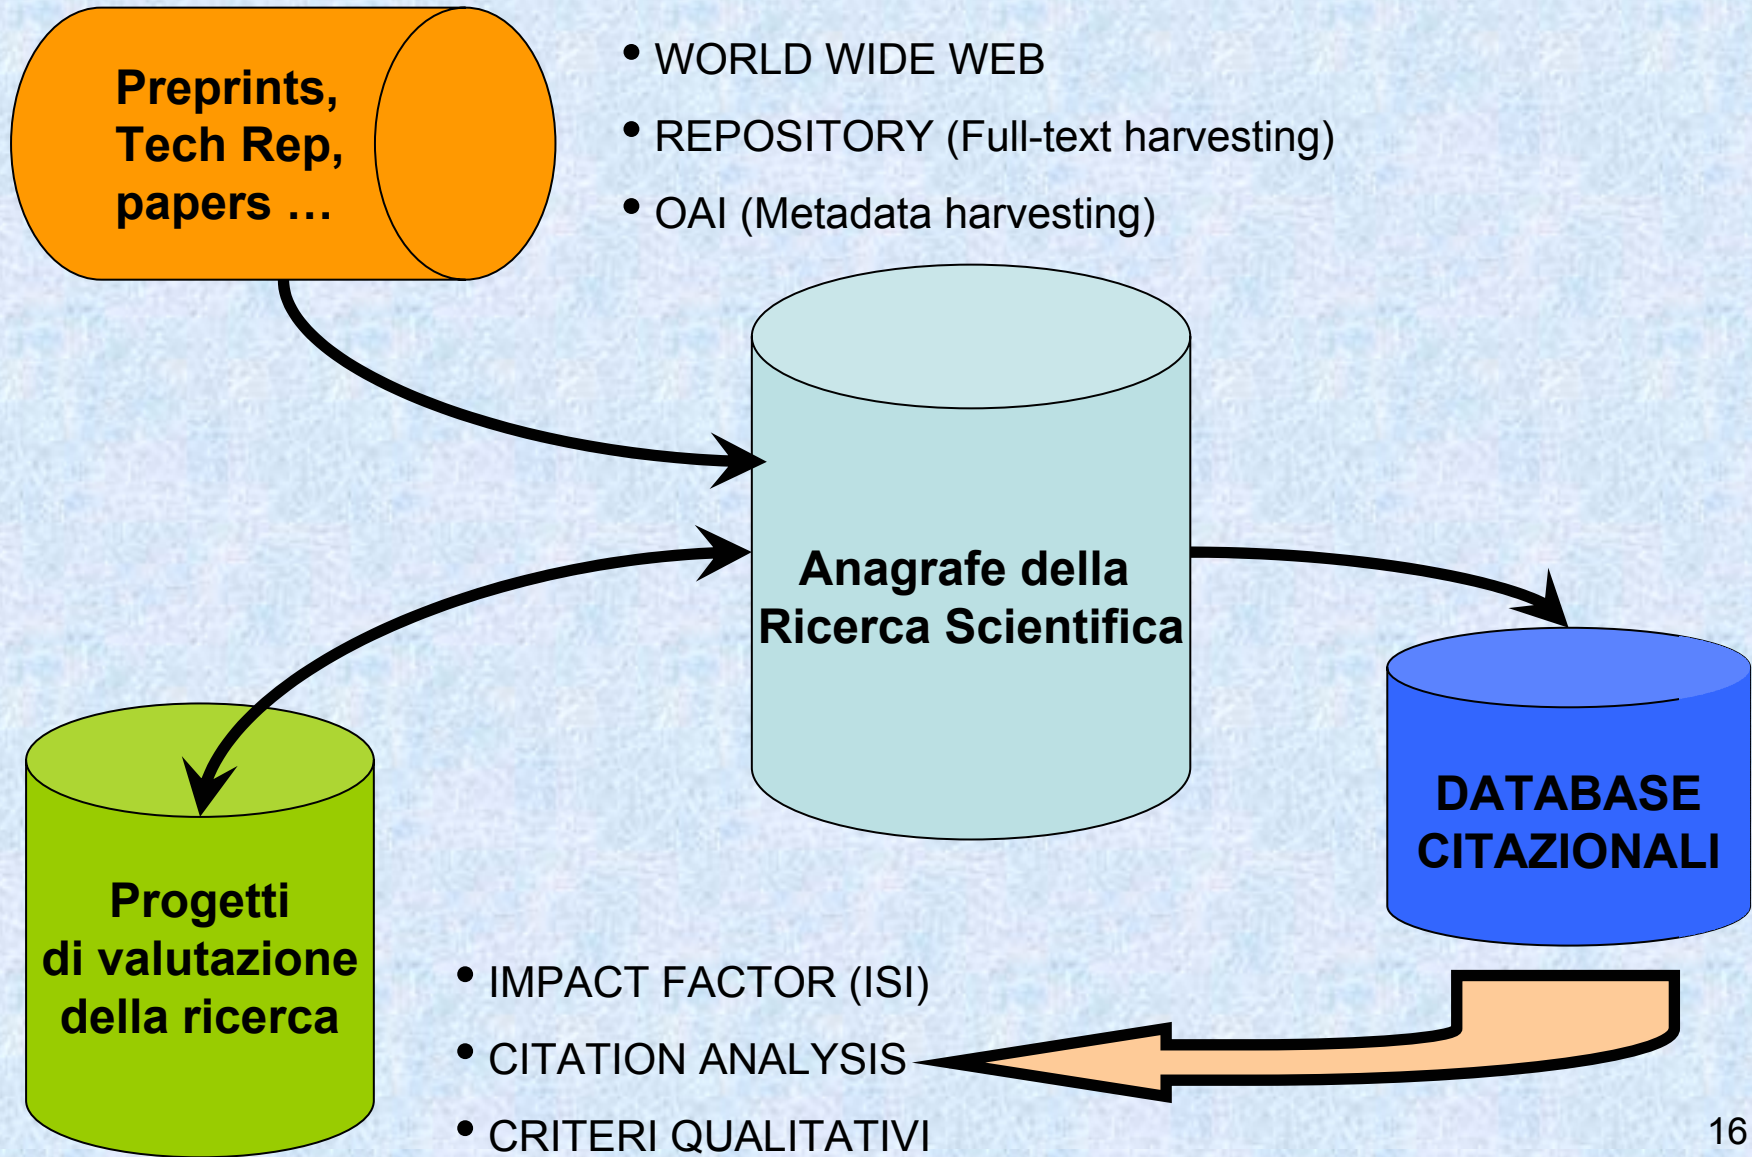 Preprints,
Tech Rep,
papers …
• WORLD WIDE WEB
• REPOSITORY (Full-text harvesting)
• OAI (Metadata harvesting)
Anagrafe della
Ricerca Scientifica
DATABASE
CITAZIONALI
Progetti
di valutazione
della ricerca
• IMPACT FACTOR (ISI)
• CITATION ANALYSIS
• CRITERI QUALITATIVI
16